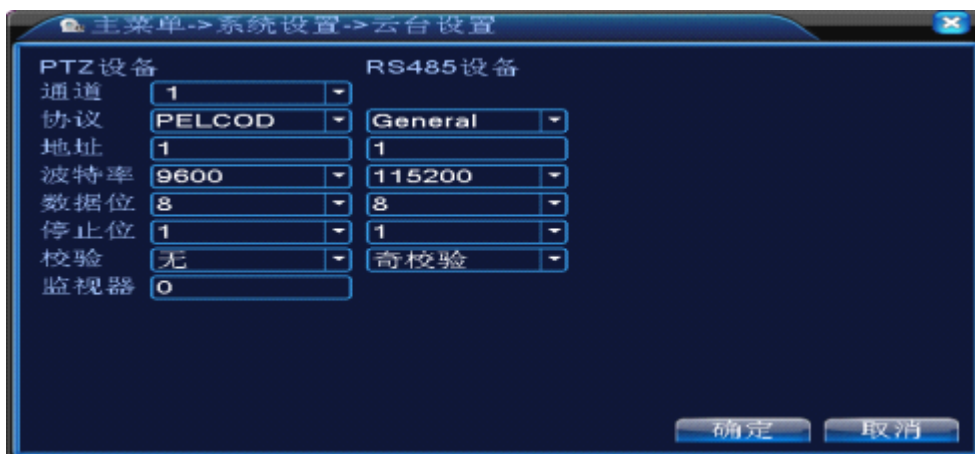 主菜单->系统设置->云台设置
PTZ设备 RS485设备
通道 1
协议 PELCOD General
地址 1 1
波特率 9600 115200
数据位 8 8
停止位 1 1
校验 无 奇校验
监视器 0
确定 取消